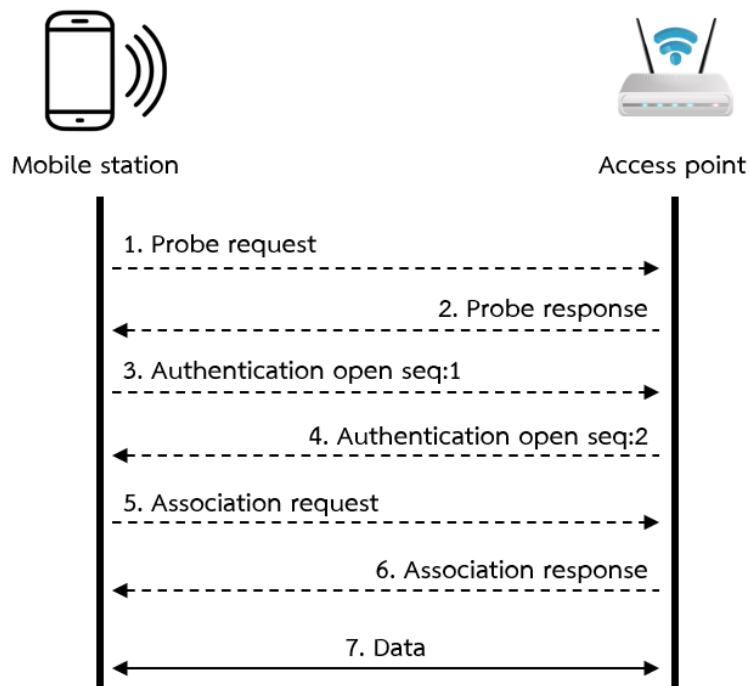 Mobile station
Access point
1. Probe request
2. Probe response
3. Authentication open seq:1
4. Authentication open seq:2
5. Association request
6. Association response
7. Data